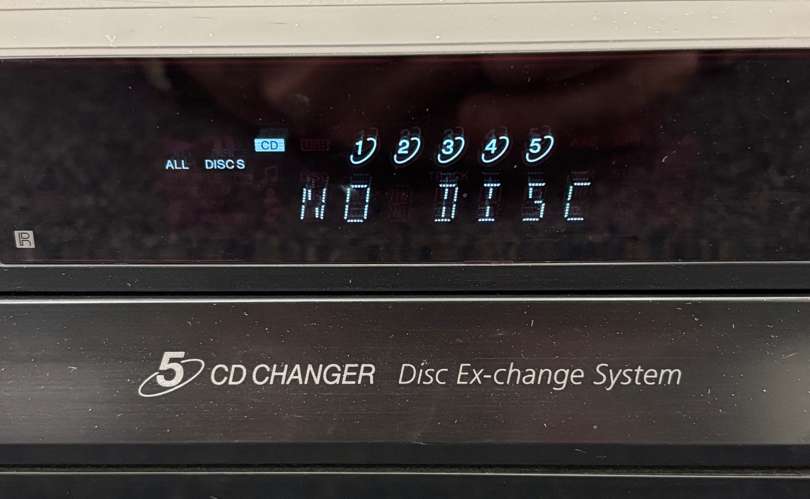 CD 1 2 3 4 5
ALL DISCS
NO DISC
5 CD CHANGER Disc Ex-change System